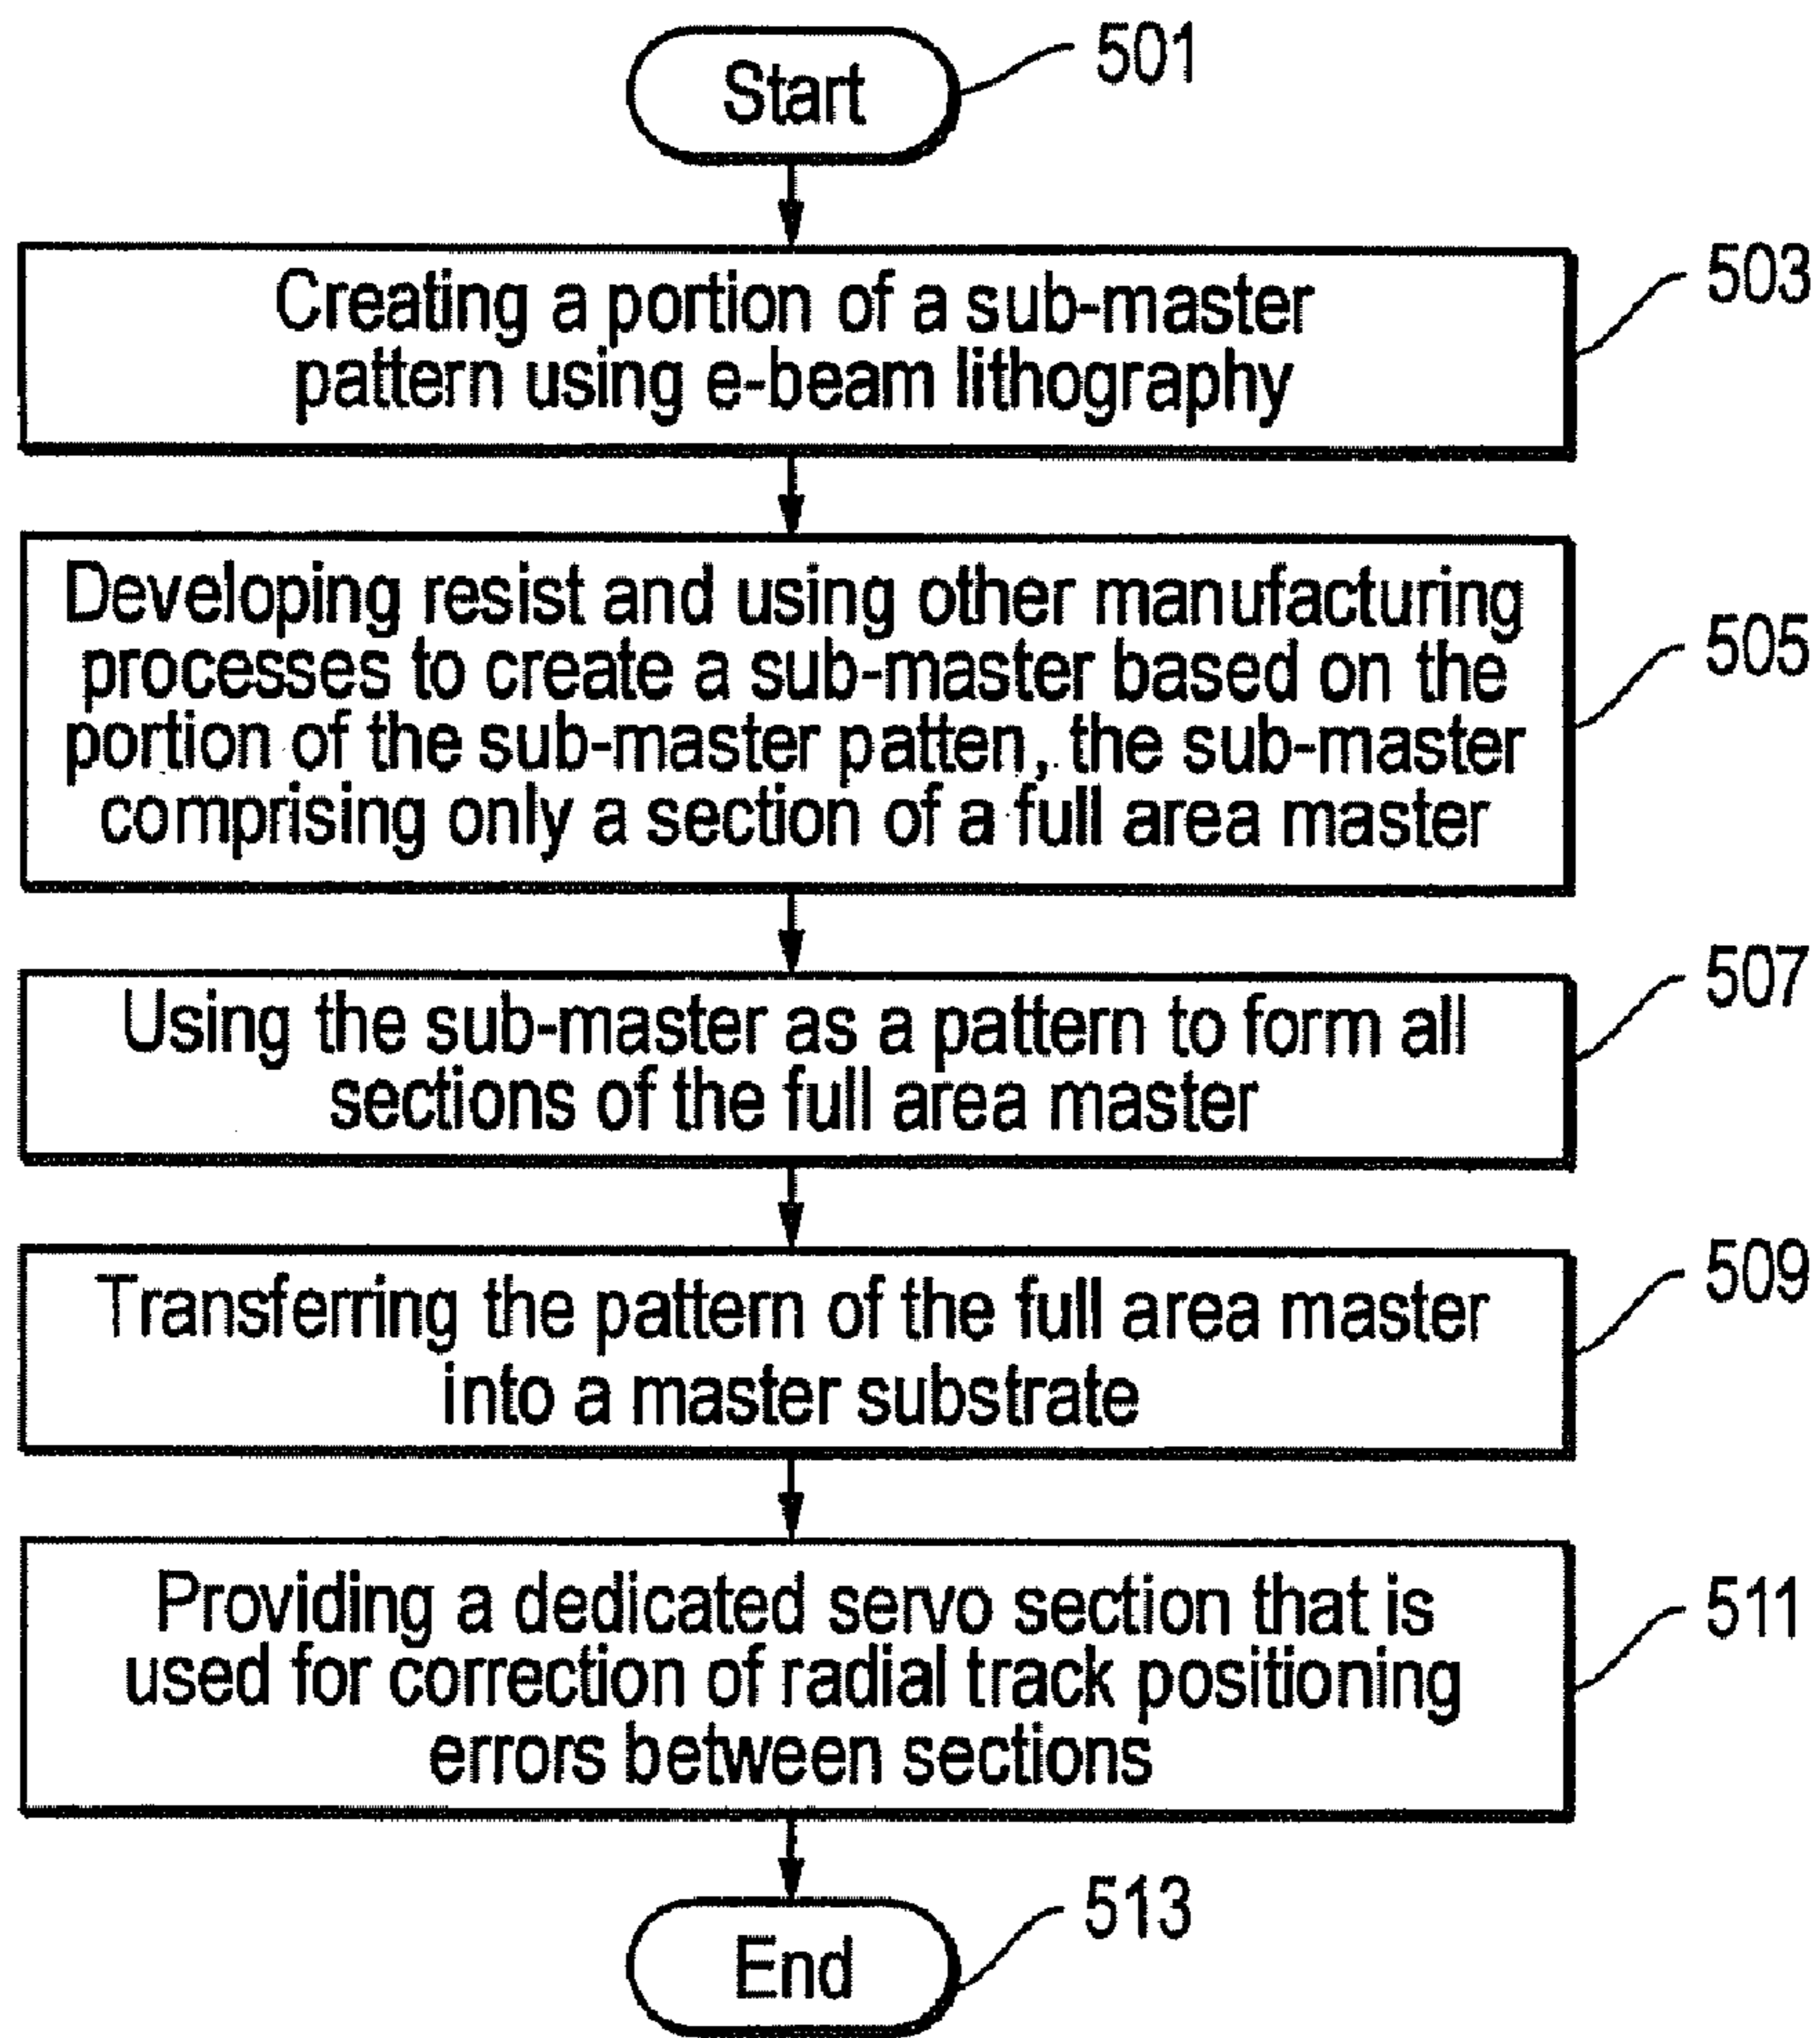 Start
501
Creating a portion of a sub-master
pattern using e-beam lithography
503
Developing resist and using other manufacturing
processes to create a sub-master based on the
portion of the sub-master patten, the sub-master
comprising only a section of a full area master
505
Using the sub-master as a pattern to form all
sections of the full area master
507
Transferring the pattern of the full area master
into a master substrate
509
Providing a dedicated servo section that is
used for correction of radial track positioning
errors between sections
511
End
513